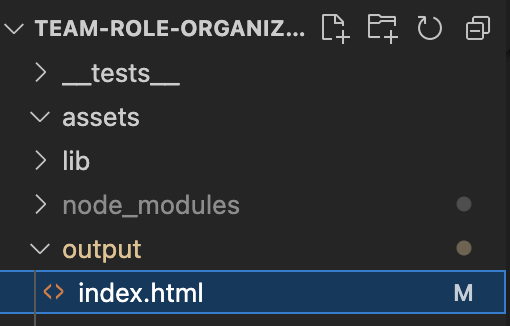 TEAM-ROLE-ORGANIZ...
__tests__
assets
lib
node_modules
output
<> index.html M